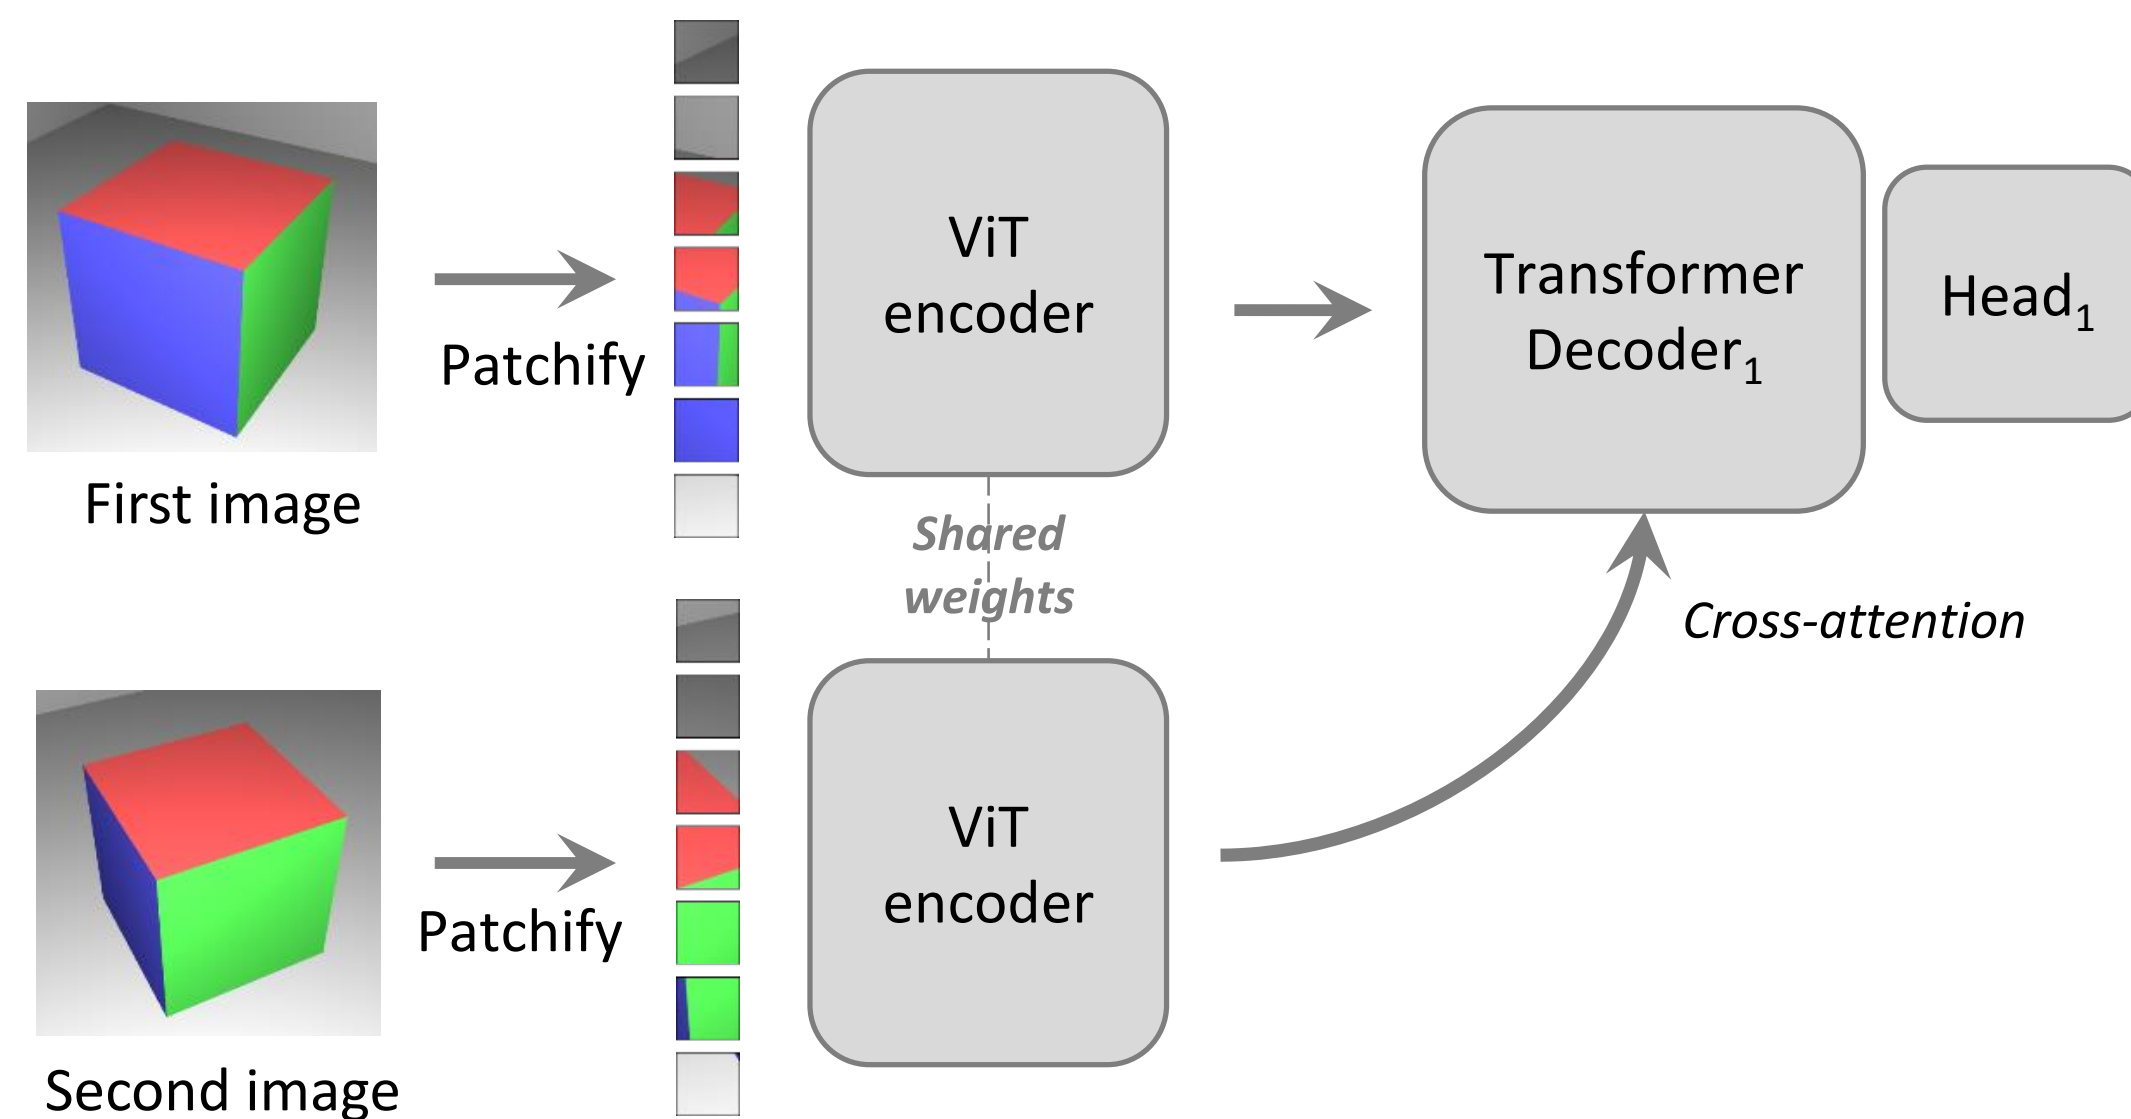 ViT
encoder
Transformer
Decoder₁
Head₁
Patchify
First image
Shared
weights
Cross-attention
ViT
encoder
Patchify
Second image